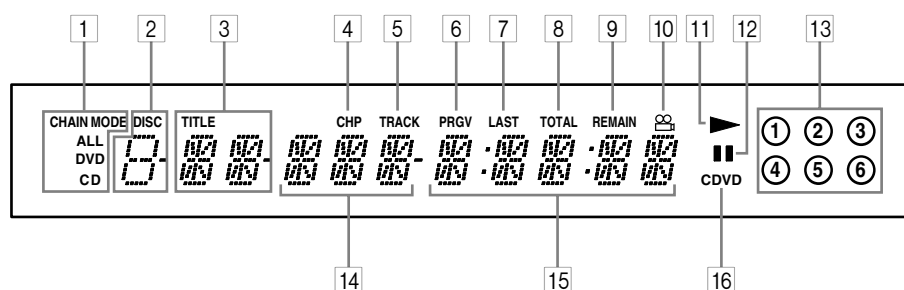 1 2 3 4 5 6 7 8 9 10 11 12 13
CHAIN MODE DISC TITLE CHP TRACK PRGV LAST TOTAL REMAIN
ALL
DVD
CD
1 2 3
4 5 6
CDVD
14 15 16